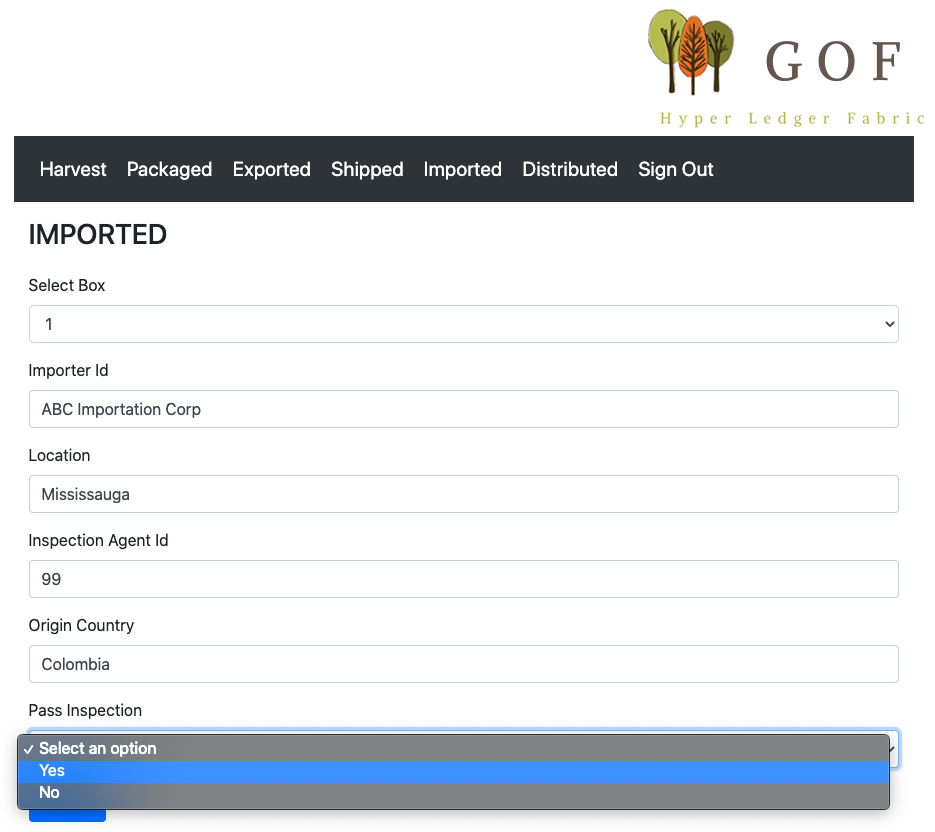 GOF
Hyper Ledger Fabric
Harvest Packaged Exported Shipped Imported Distributed Sign Out
IMPORTED
Select Box
1
Importer Id
ABC Importation Corp
Location
Mississauga
Inspection Agent Id
99
Origin Country
Colombia
Pass Inspection
✓ Select an option
Yes
No